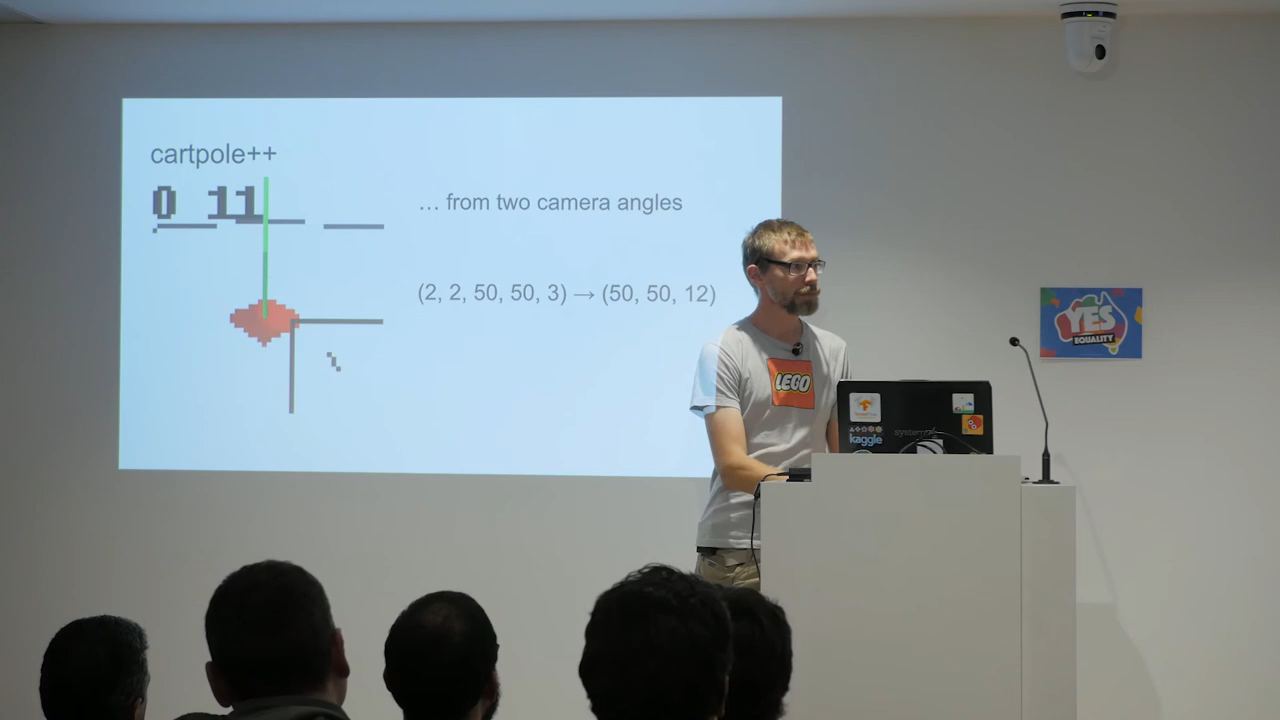 cartpole++
0 11
… from two camera angles
(2, 2, 50, 50, 3) → (50, 50, 12)
LEGO
YES
EQUALITY
TensorFlow
kaggle